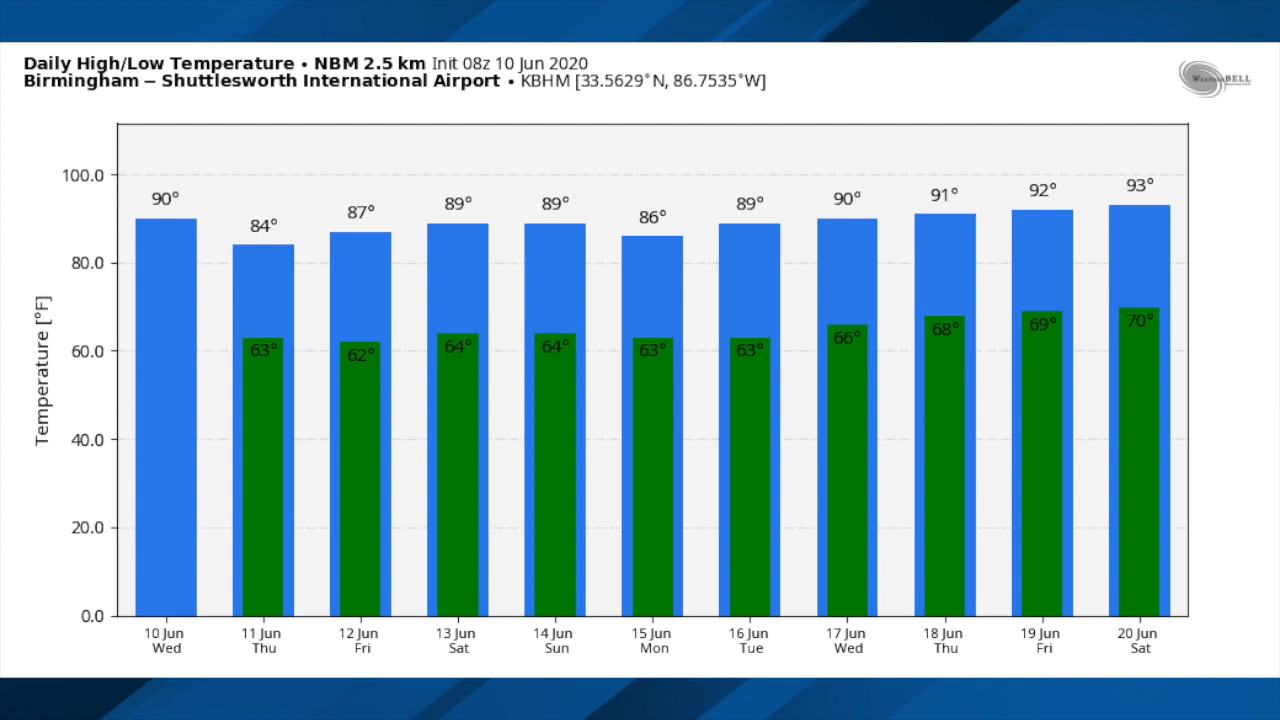 Daily High/Low Temperature • NBM 2.5 km Init 08z 10 Jun 2020
Birmingham — Shuttlesworth International Airport • KBHM [33.5629°N, 86.7535°W]
WeatherBELL
Temperature [°F]
100.0
80.0
60.0
40.0
20.0
0.0
90° 84° 87° 89° 89° 86° 89° 90° 91° 92° 93°
63° 62° 64° 64° 63° 63° 66° 68° 69° 70°
10 Jun 11 Jun 12 Jun 13 Jun 14 Jun 15 Jun 16 Jun 17 Jun 18 Jun 19 Jun 20 Jun
Wed Thu Fri Sat Sun Mon Tue Wed Thu Fri Sat